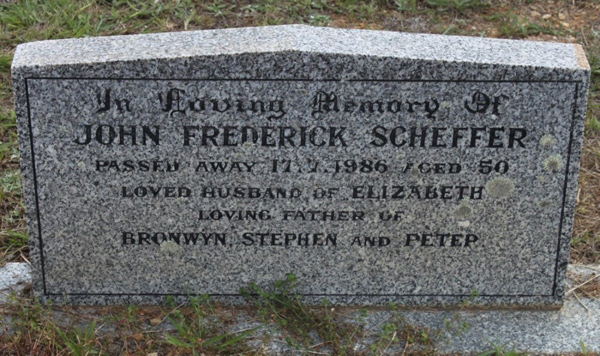 In Loving Memory Of
JOHN FREDERICK SCHEFFER
PASSED AWAY 17.7.1986 AGED 50
LOVED HUSBAND OF ELIZABETH
LOVING FATHER OF
BRONWYN, STEPHEN AND PETER